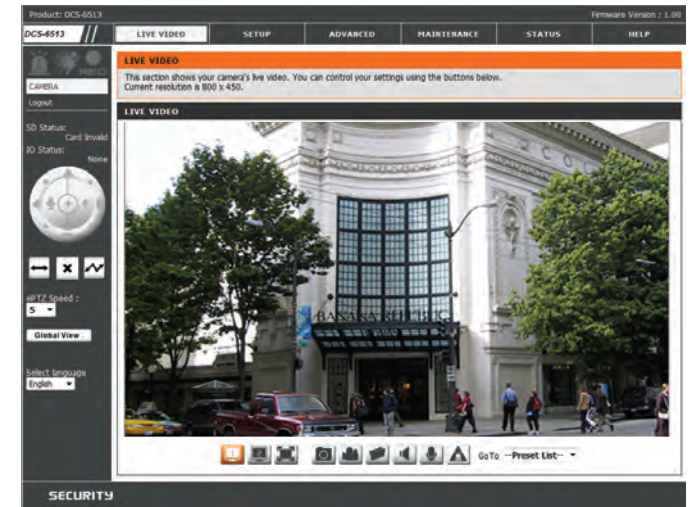 Product: DCS-6513
Firmware Version : 1.00
DCS-6513
LIVE VIDEO
SETUP
ADVANCED
MAINTENANCE
STATUS
HELP
CAMERA
Logout
SD Status:
Card Invalid
IO Status:
None
ePTZ Speed :
5
Global View
Select language
English
LIVE VIDEO
This section shows your camera's live video. You can control your settings using the buttons below.
Current resolution is 800 x 450.
LIVE VIDEO
COL
BANANA REPUBLIC
1
GoTo
--Preset List--
SECURITY